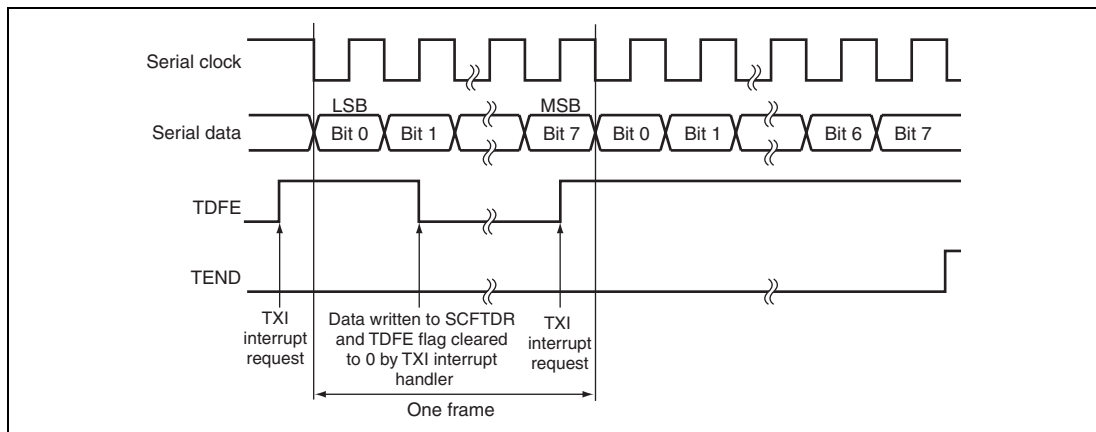 Serial clock
LSB
MSB
Serial data
Bit 0
Bit 1
Bit 7
Bit 0
Bit 1
Bit 6
Bit 7
TDFE
TEND
TXI
interrupt
request
Data written to SCFTDR
and TDFE flag cleared
to 0 by TXI interrupt
handler
TXI
interrupt
request
One frame